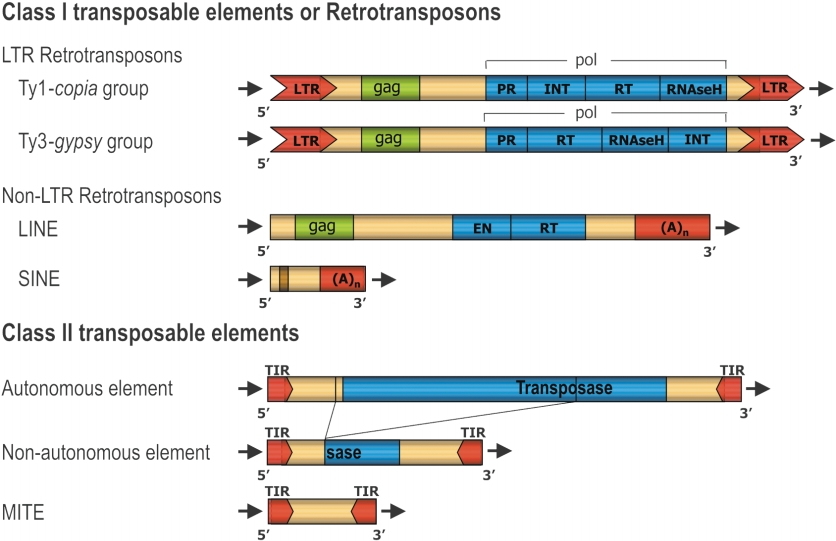 Class I transposable elements or Retrotransposons
LTR Retrotransposons
pol
Ty1-copia group LTR gag PR INT RT RNAseH LTR
5′ 3′
pol
Ty3-gypsy group LTR gag PR RT RNAseH INT LTR
5′ 3′
Non-LTR Retrotransposons
LINE gag EN RT (A)n
5′ 3′
SINE (A)n
5′ 3′
Class II transposable elements
TIR TIR
Autonomous element Transposase
5′ 3′
TIR TIR
Non-autonomous element sase
5′ 3′
TIR TIR
MITE
5′ 3′